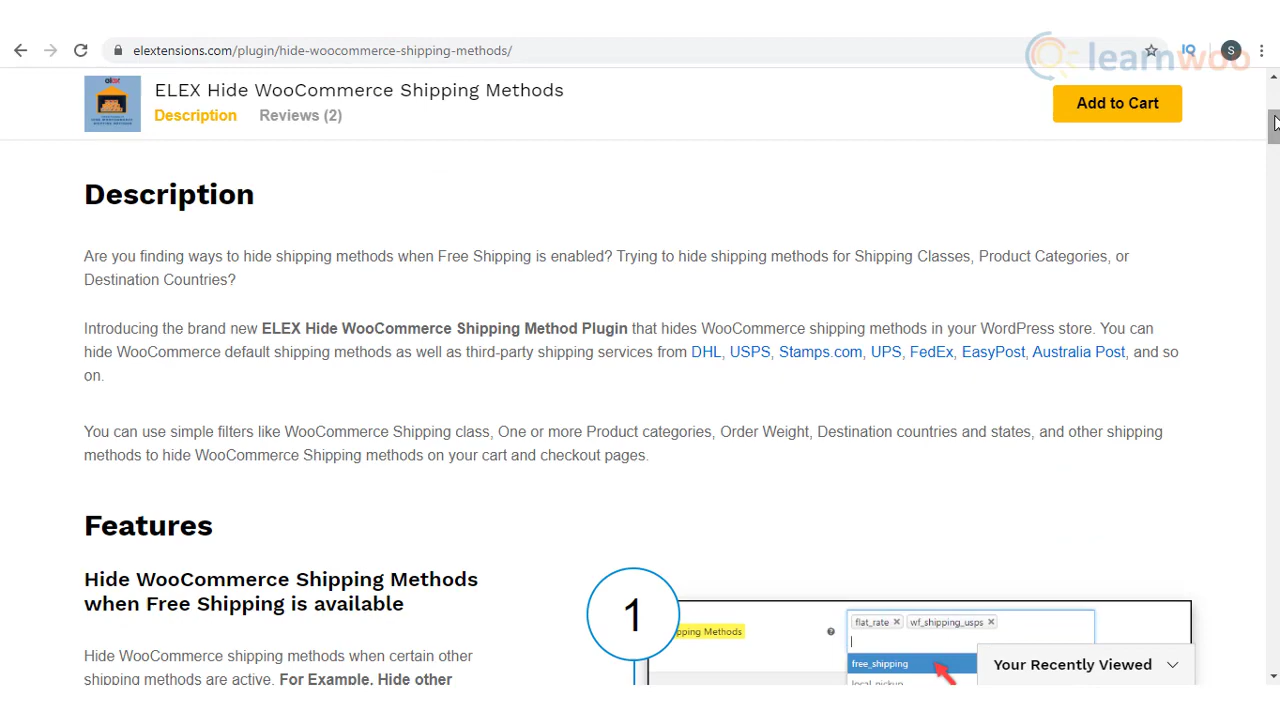 elextensions.com/plugin/hide-woocommerce-shipping-methods/
IQ
S
learnwoo
ELEX Hide WooCommerce Shipping Methods
Description
Reviews (2)
Add to Cart
Description
Are you finding ways to hide shipping methods when Free Shipping is enabled? Trying to hide shipping methods for Shipping Classes, Product Categories, or
Destination Countries?
Introducing the brand new ELEX Hide WooCommerce Shipping Method Plugin that hides WooCommerce shipping methods in your WordPress store. You can
hide WooCommerce default shipping methods as well as third-party shipping services from DHL, USPS, Stamps.com, UPS, FedEx, EasyPost, Australia Post, and so
on.
You can use simple filters like WooCommerce Shipping class, One or more Product categories, Order Weight, Destination countries and states, and other shipping
methods to hide WooCommerce Shipping methods on your cart and checkout pages.
Features
Hide WooCommerce Shipping Methods
when Free Shipping is available
Hide WooCommerce shipping methods when certain other
shipping methods are active. For Example, Hide other
1
pping Methods
flat_rate × wf_shipping_usps ×
free_shipping
local_pickup
Your Recently Viewed